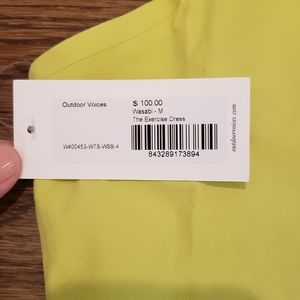 Outdoor Voices
$ 100.00
Wasabi - M
The Exercise Dress
W400453-WTS-WSB-4
843289173894
outdoorvoices.com